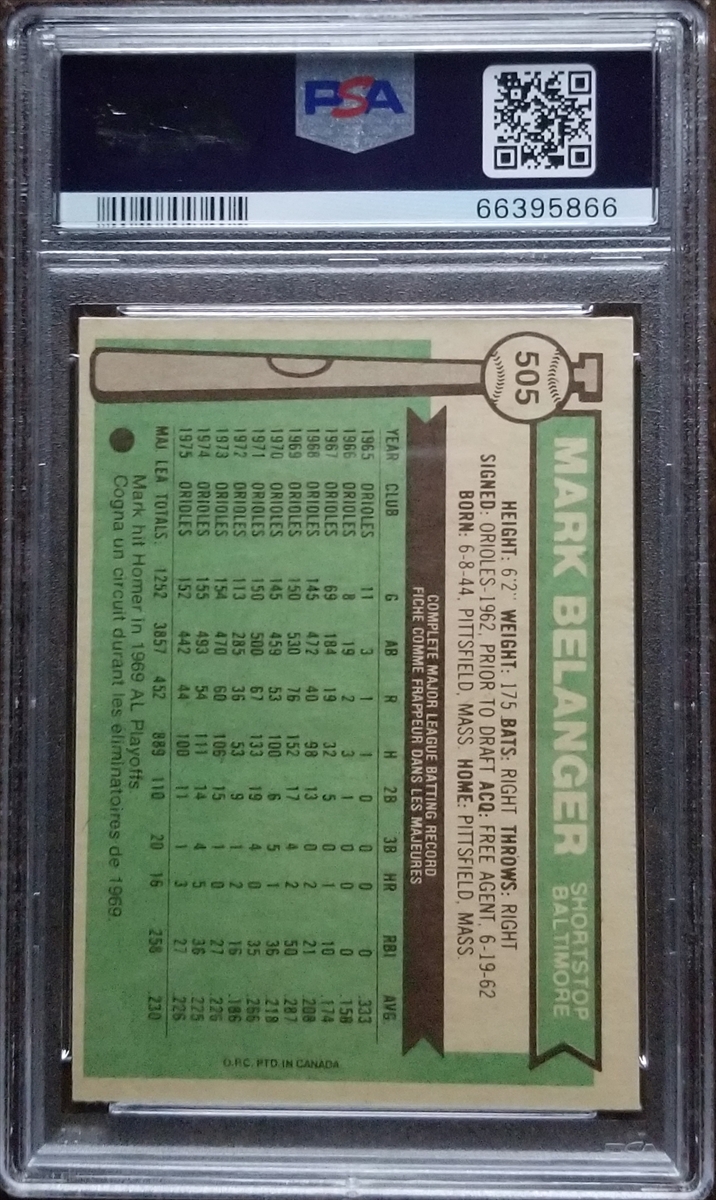 PSA
66395866
505
MARK BELANGER
SHORTSTOP
BALTIMORE
HEIGHT: 6'2" WEIGHT: 175 BATS: RIGHT THROWS: RIGHT
SIGNED: ORIOLES-1962, PRIOR TO DRAFT ACQ: FREE AGENT, 6-19-62
BORN: 6-8-44, PITTSFIELD, MASS. HOME: PITTSFIELD, MASS.
COMPLETE MAJOR LEAGUE BATTING RECORD
FICHE COMME FRAPPEUR DANS LES MAJEURES
YEAR CLUB G AB R H 2B 3B HR RBI AVG.
1965 ORIOLES 11 3 1 1 0 0 0 0 .333
1966 ORIOLES 8 19 2 3 1 0 0 0 .158
1967 ORIOLES 69 184 19 32 5 0 1 10 .174
1968 ORIOLES 145 472 40 98 13 0 2 21 .208
1969 ORIOLES 150 530 76 152 17 4 2 50 .287
1970 ORIOLES 145 459 53 100 6 5 1 36 .218
1971 ORIOLES 150 500 67 133 19 4 0 35 .266
1972 ORIOLES 113 285 36 53 9 1 2 16 .186
1973 ORIOLES 154 470 60 106 15 1 0 27 .226
1974 ORIOLES 155 493 54 111 14 4 5 36 .225
1975 ORIOLES 152 442 44 100 11 1 3 27 .226
MAJ. LEA. TOTALS: 1252 3857 452 889 110 20 16 258 .230
Mark hit Homer in 1969 AL Playoffs.
Cogna un circuit durant les éliminatoires de 1969.
O.P.C. PTD. IN CANADA
PSA